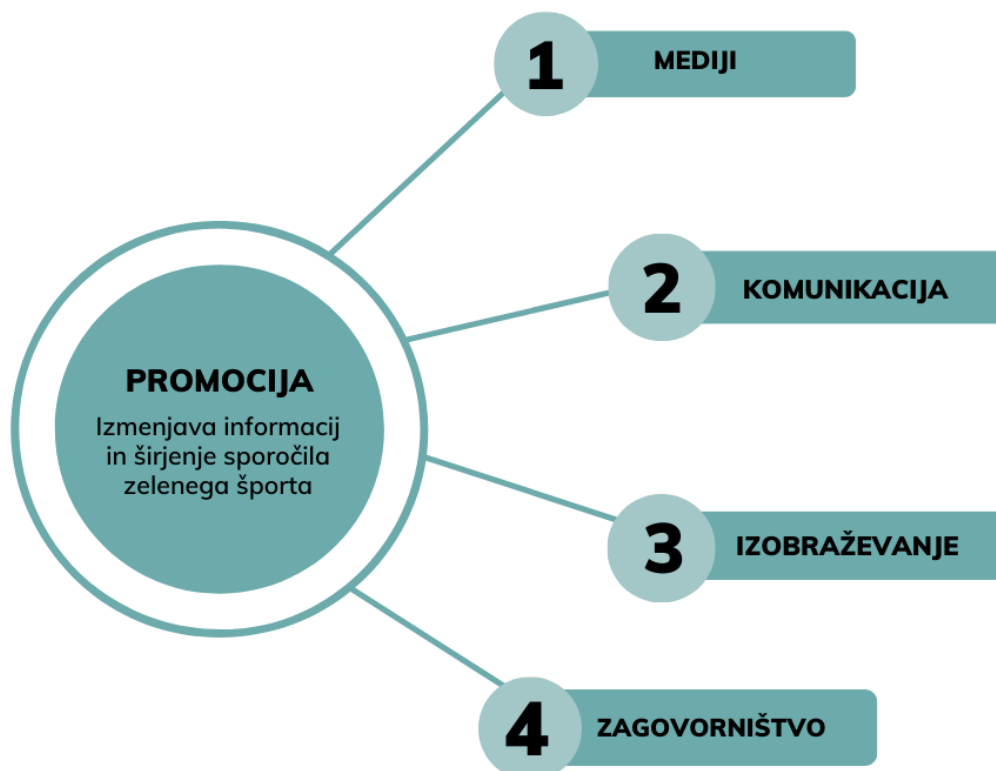 1 MEDIJI
2 KOMUNIKACIJA
PROMOCIJA
Izmenjava informacij
in širjenje sporočila
zelenega športa
3 IZOBRAŽEVANJE
4 ZAGOVORNIŠTVO